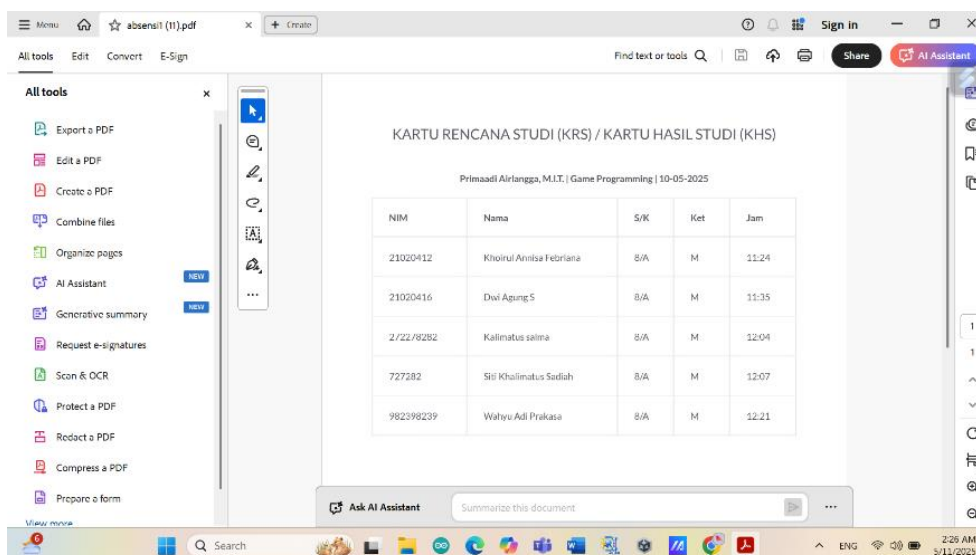 Menu absensi1 (11).pdf × + Create Sign in
All tools Edit Convert E-Sign Find text or tools Share AI Assistant
All tools ×
Export a PDF
Edit a PDF
Create a PDF
Combine files
Organize pages
AI Assistant NEW
Generative summary NEW
Request e-signatures
Scan & OCR
Protect a PDF
Redact a PDF
Compress a PDF
Prepare a form
View more
KARTU RENCANA STUDI (KRS) / KARTU HASIL STUDI (KHS)
Primaadi Airlangga, M.I.T. | Game Programming | 10-05-2025
NIM Nama S/K Ket Jam
21020412 Khoirul Annisa Febriana 8/A M 11:24
21020416 Dwi Agung S 8/A M 11:35
272278282 Kalimatus salma 8/A M 12:04
727282 Siti Khalimatus Sadiah 8/A M 12:07
982398239 Wahyu Adi Prakasa 8/A M 12:21
1
1
Ask AI Assistant Summarize this document
6 Search ENG 2:26 AM